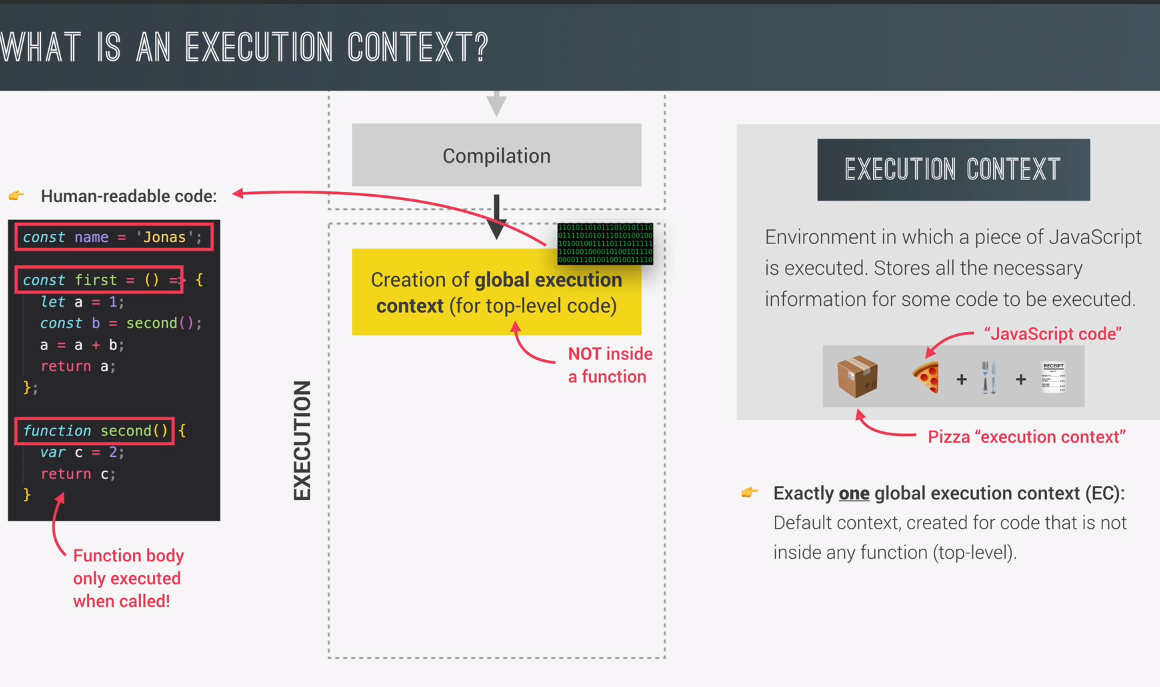 WHAT IS AN EXECUTION CONTEXT?
Compilation
👉 Human-readable code:
const name = 'Jonas';
const first = () => {
let a = 1;
const b = second();
a = a + b;
return a;
};
function second() {
var c = 2;
return c;
}
Function body
only executed
when called!
EXECUTION
Creation of global execution
context (for top-level code)
NOT inside
a function
EXECUTION CONTEXT
Environment in which a piece of JavaScript
is executed. Stores all the necessary
information for some code to be executed.
“JavaScript code”
+ +
RECEIPT
Pizza “execution context”
👉 Exactly one global execution context (EC):
Default context, created for code that is not
inside any function (top-level).